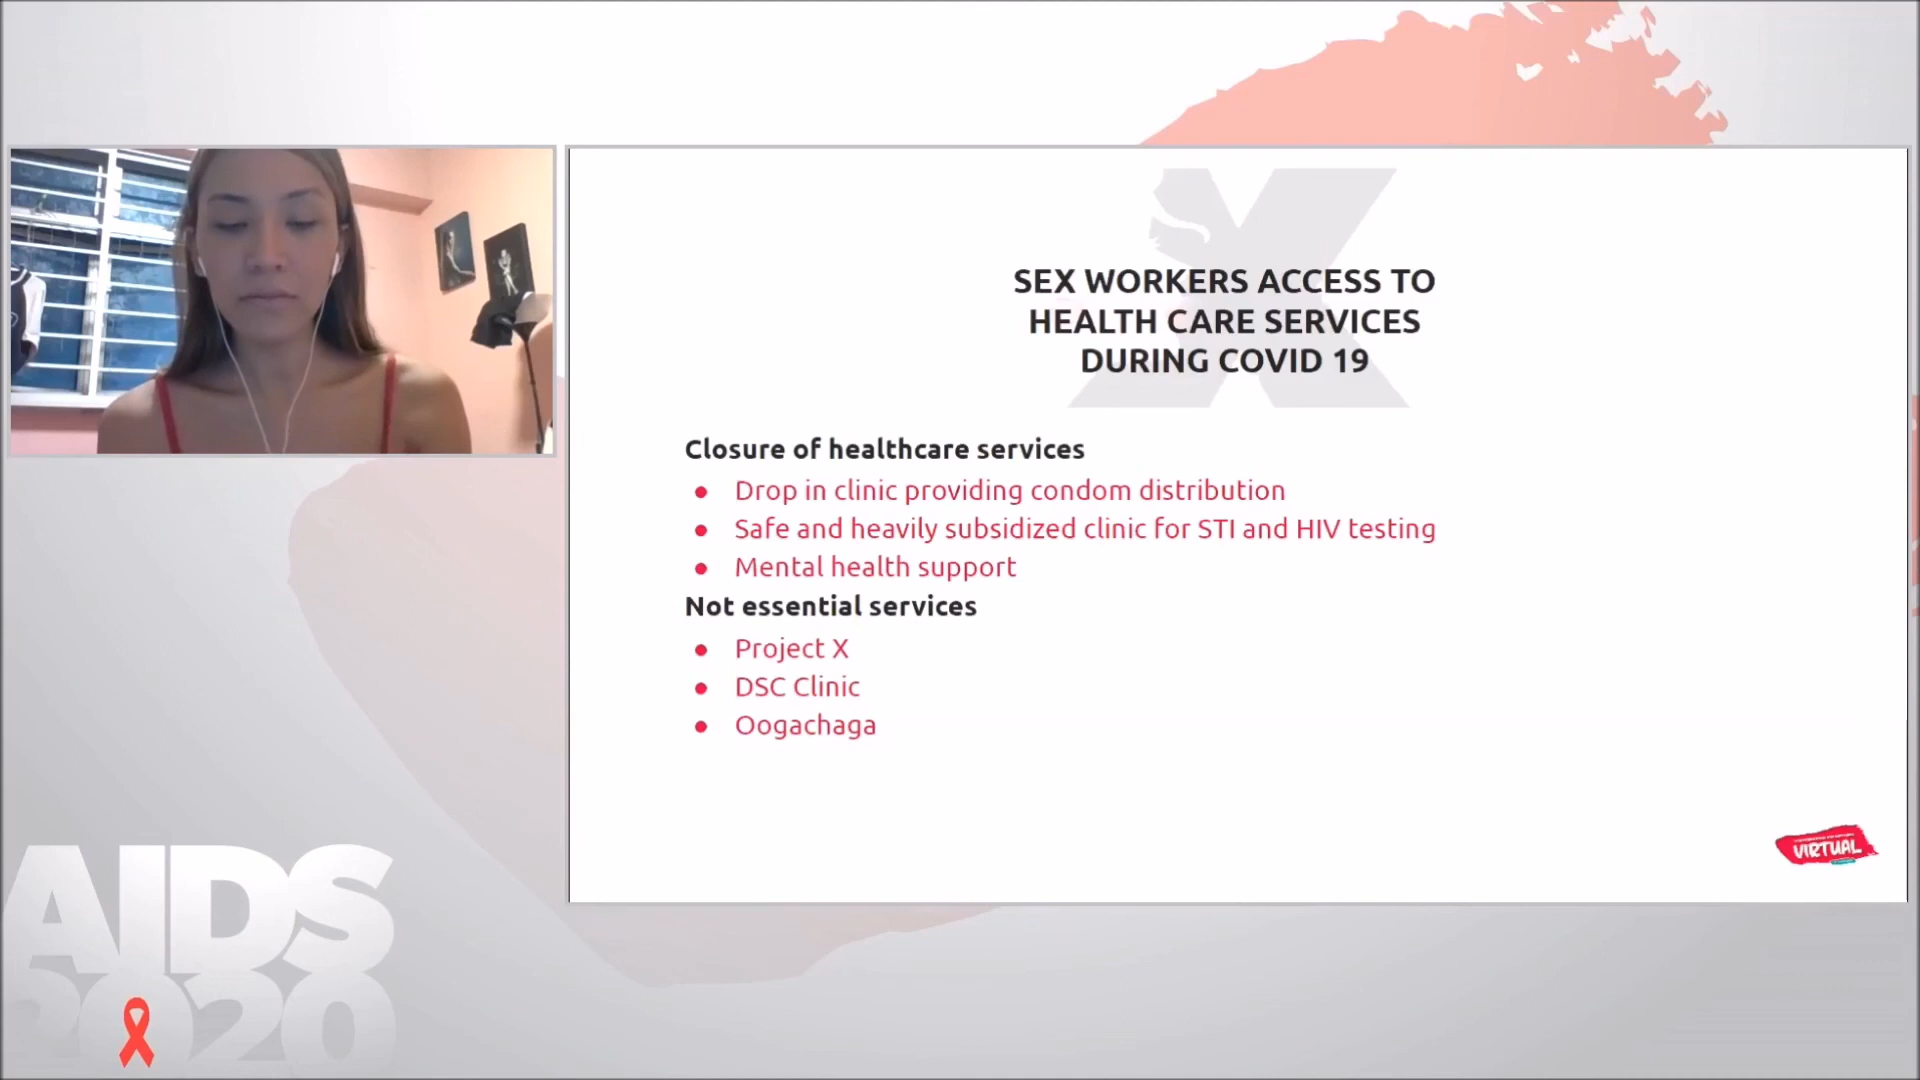 SEX WORKERS ACCESS TO
HEALTH CARE SERVICES
DURING COVID 19
Closure of healthcare services
● Drop in clinic providing condom distribution
● Safe and heavily subsidized clinic for STI and HIV testing
● Mental health support
Not essential services
● Project X
● DSC Clinic
● Oogachaga
VIRTUAL
AIDS
2020